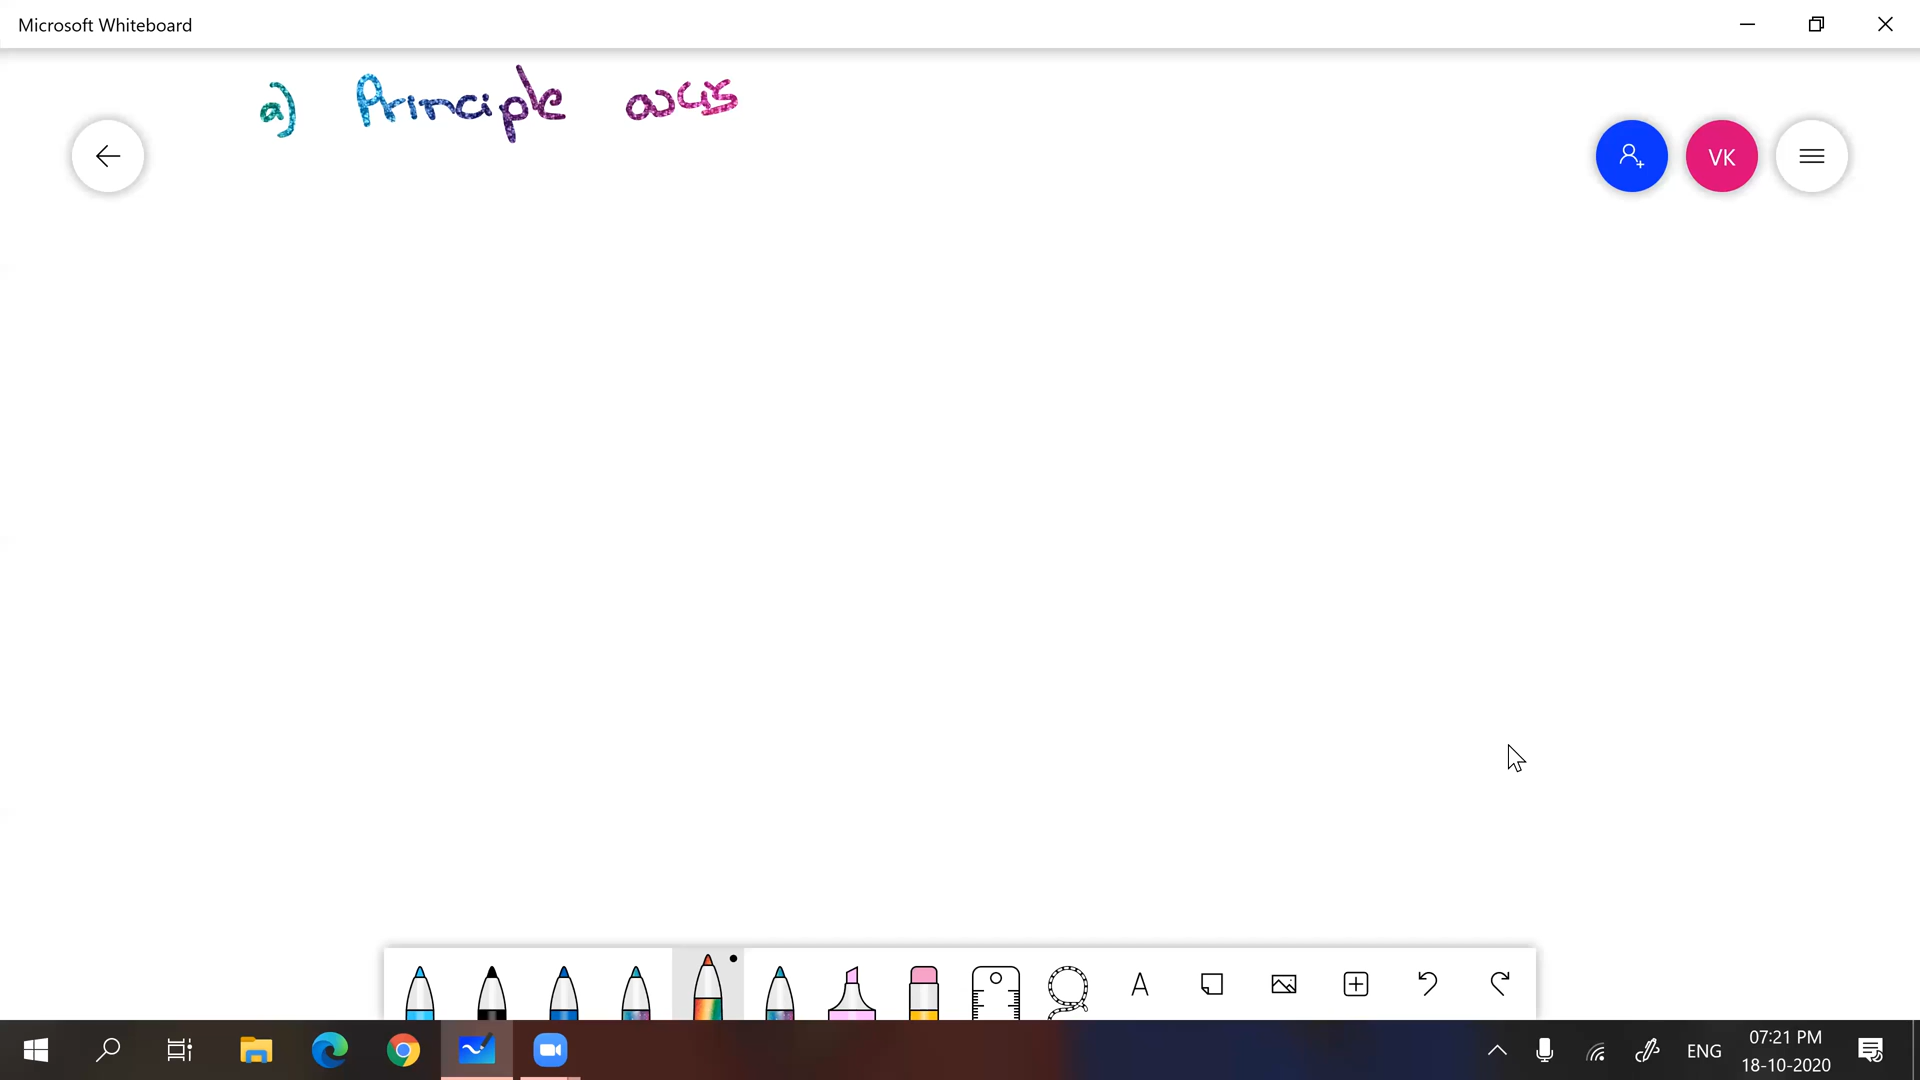 Microsoft Whiteboard
a) Principle axis
VK
A
ENG
07:21 PM
18-10-2020